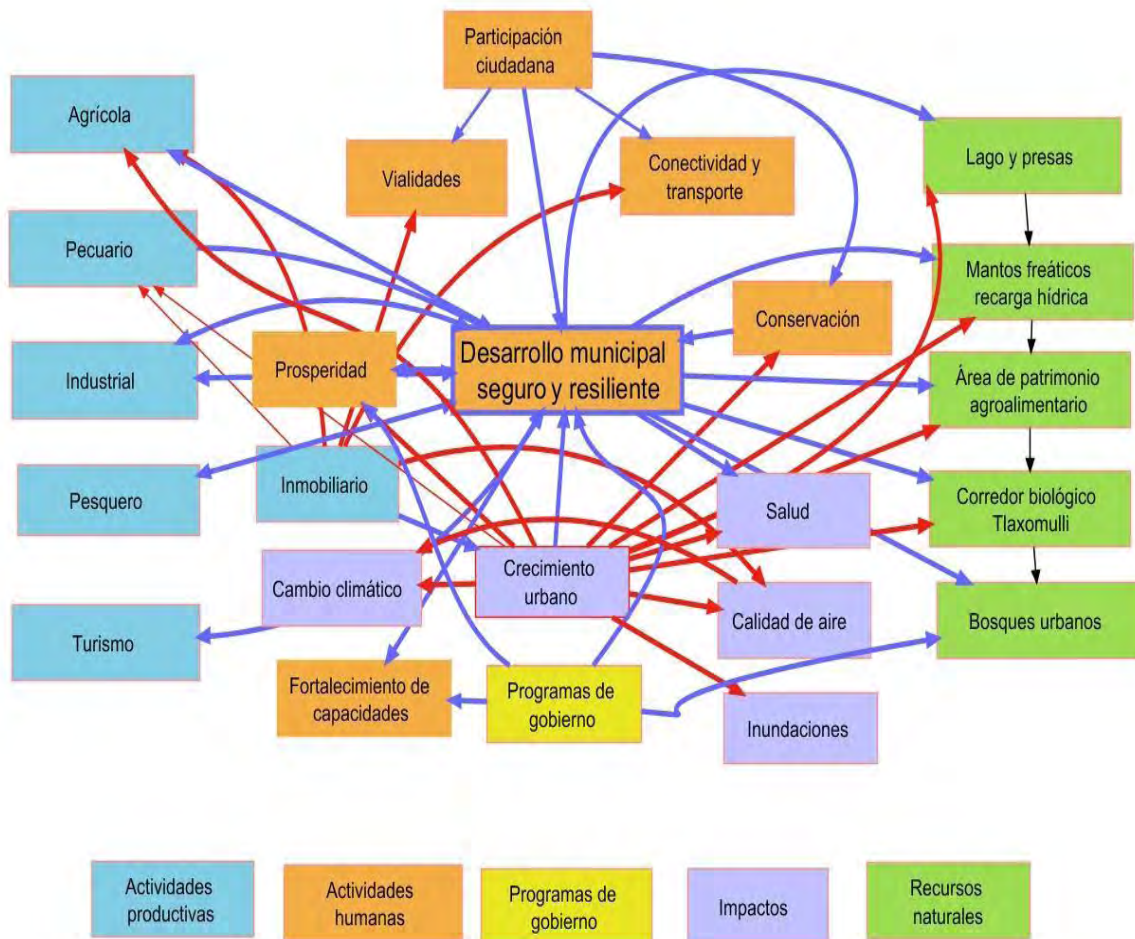 Participación
ciudadana
Agrícola
Vialidades
Conectividad y
transporte
Lago y presas
Pecuario
Mantos freáticos
recarga hídrica
Conservación
Industrial
Prosperidad
Desarrollo municipal
seguro y resiliente
Área de patrimonio
agroalimentario
Pesquero
Inmobiliario
Salud
Corredor biológico
Tlaxomulli
Cambio climático
Crecimiento
urbano
Calidad de aire
Bosques urbanos
Turismo
Fortalecimiento de
capacidades
Programas de
gobierno
Inundaciones
Actividades
productivas
Actividades
humanas
Programas de
gobierno
Impactos
Recursos
naturales